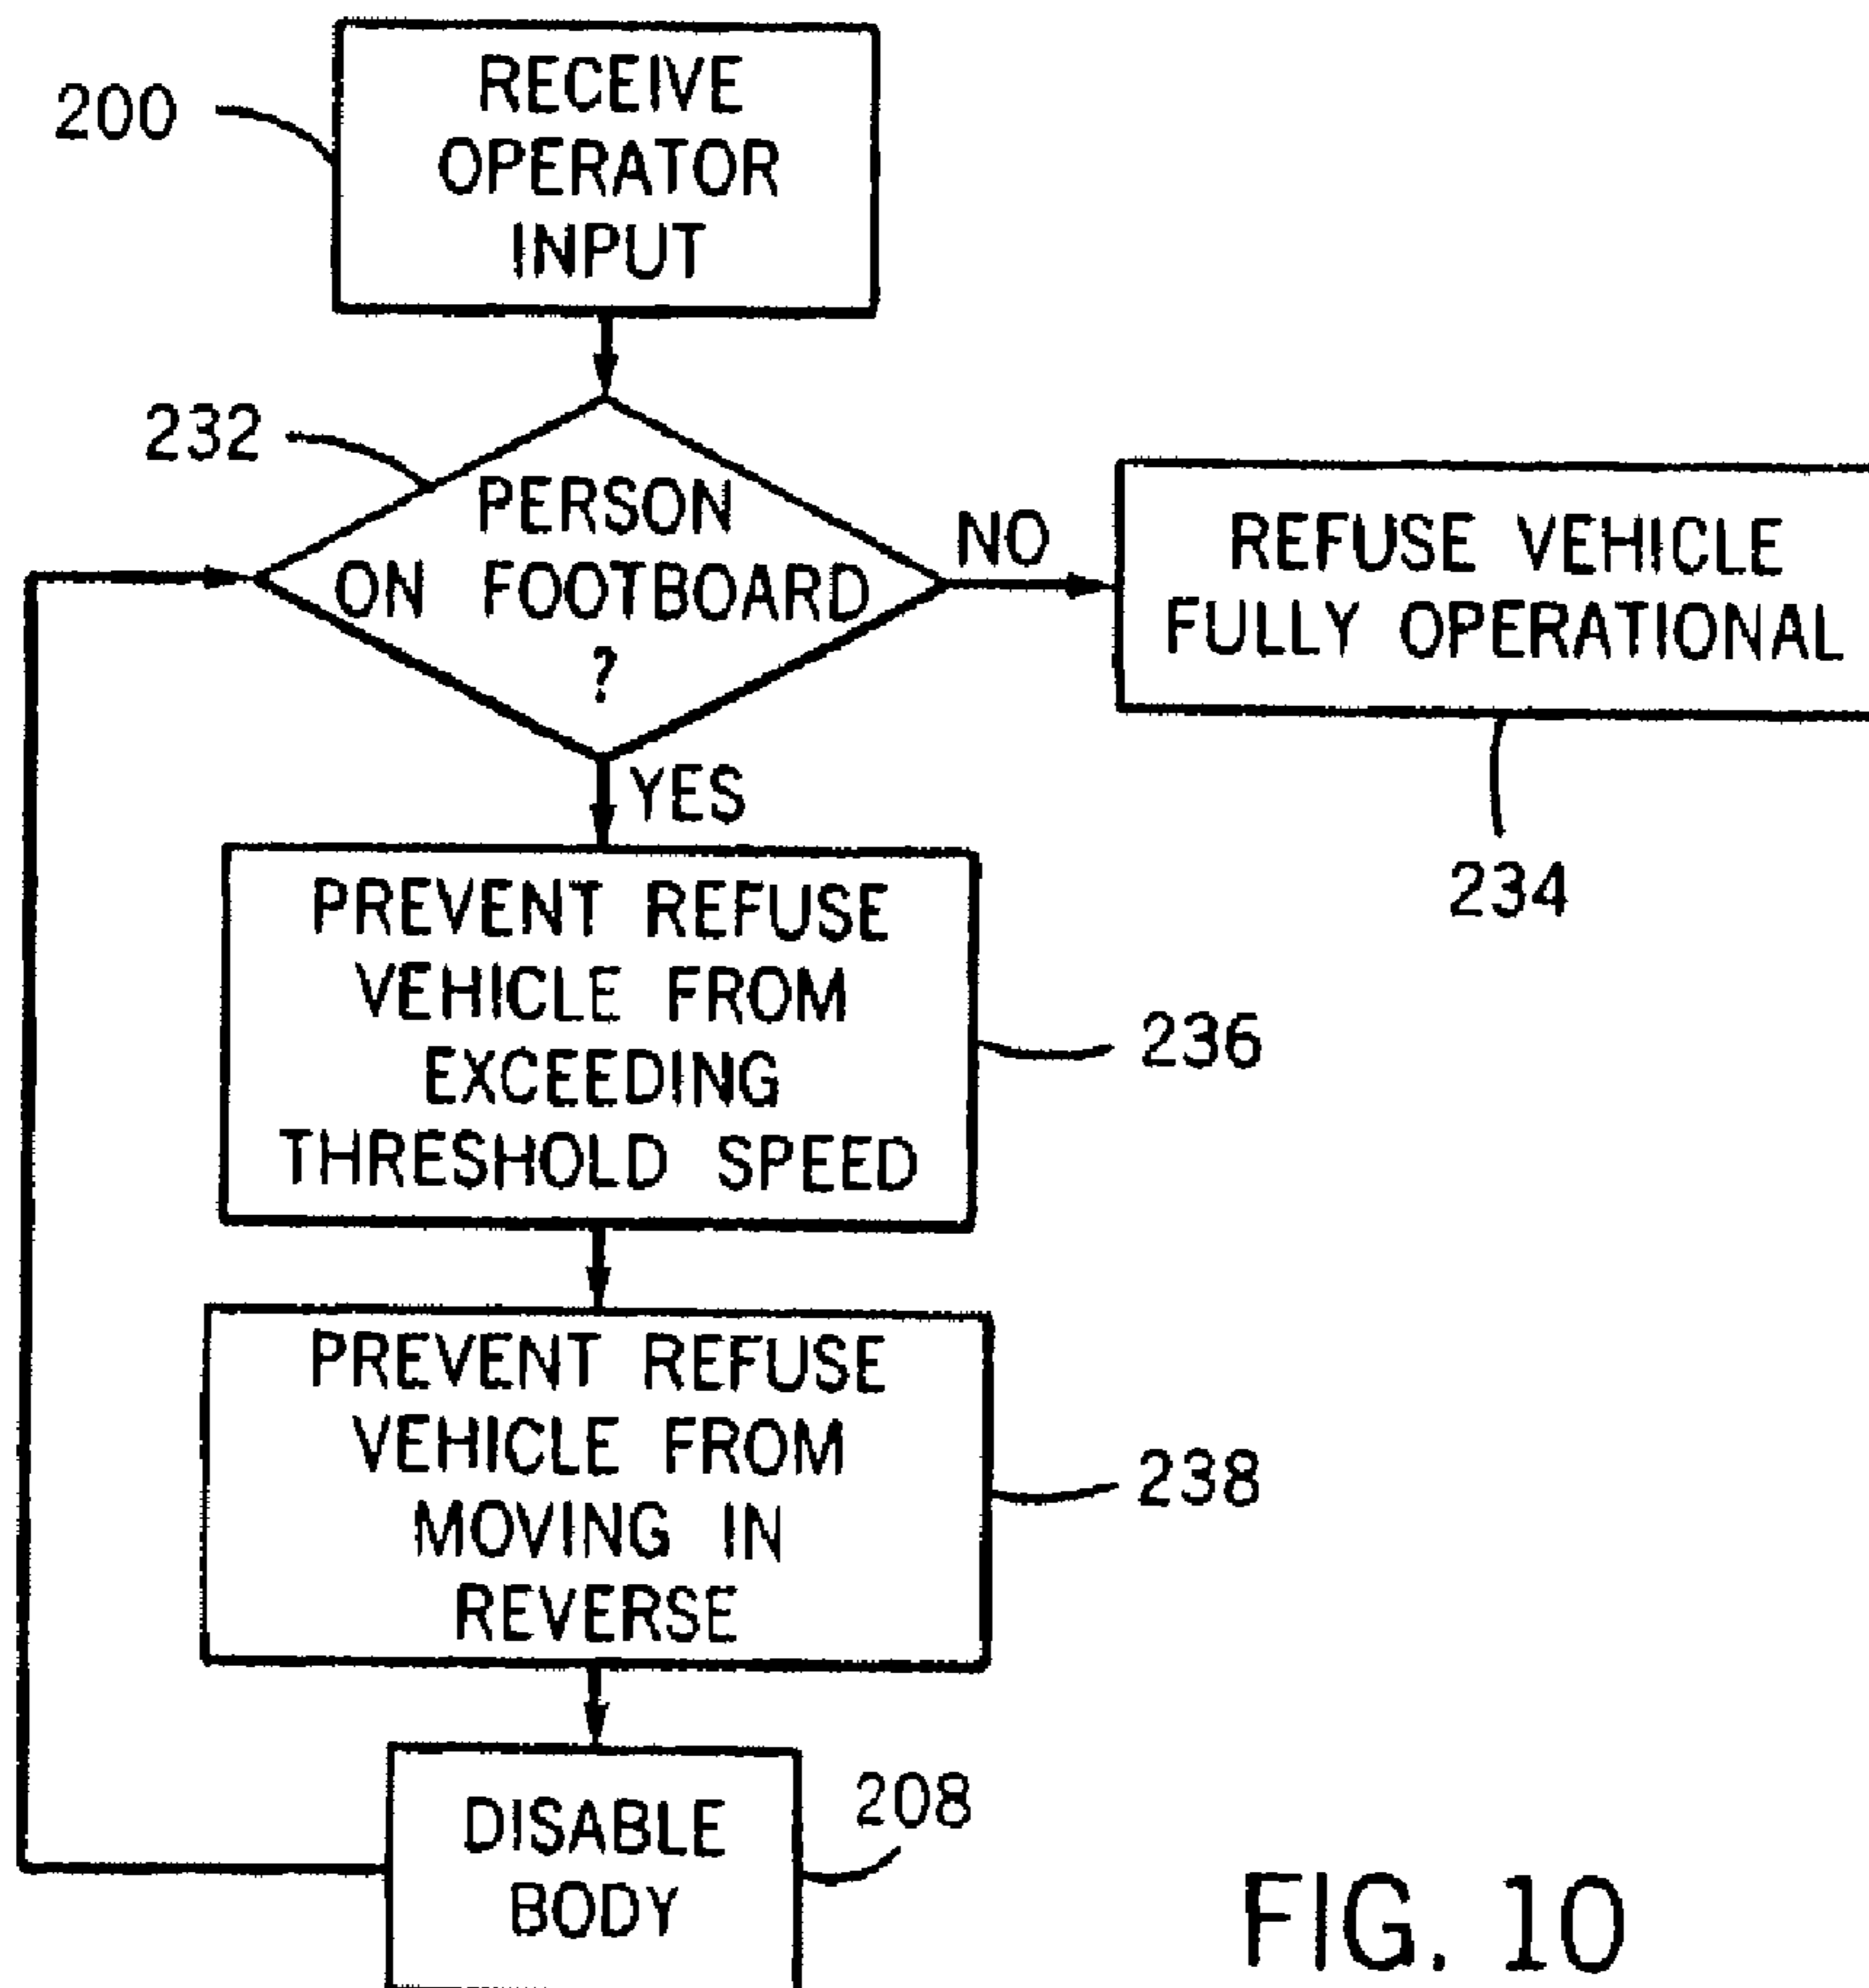 200
RECEIVE
OPERATOR
INPUT
232
PERSON
ON FOOTBOARD
?
NO
REFUSE VEHICLE
FULLY OPERATIONAL
234
YES
PREVENT REFUSE
VEHICLE FROM
EXCEEDING
THRESHOLD SPEED
236
PREVENT REFUSE
VEHICLE FROM
MOVING IN
REVERSE
238
DISABLE
BODY
208
FIG. 10